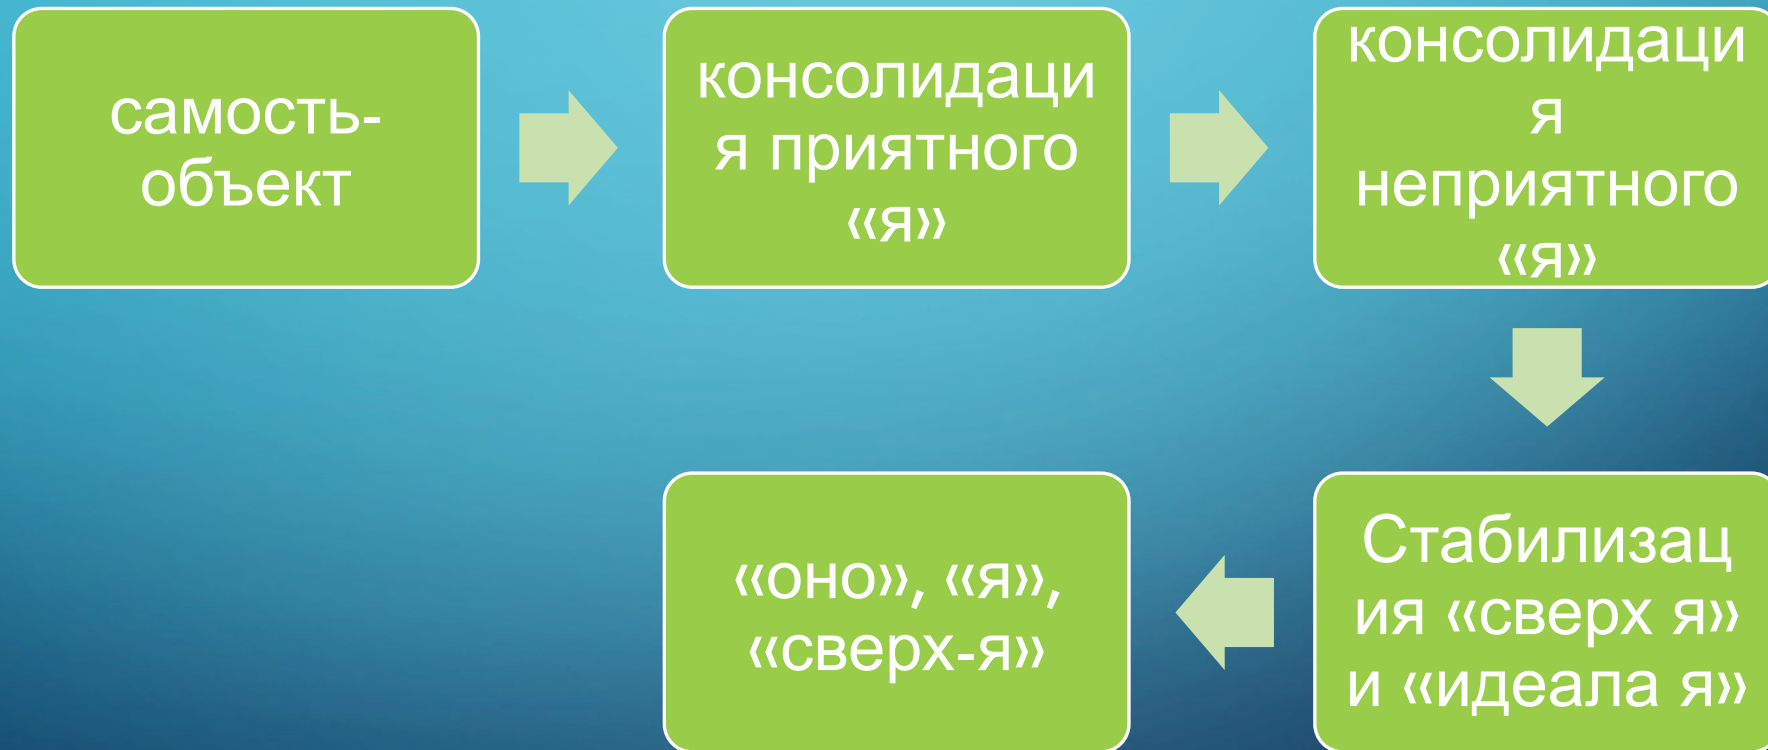 самость-
объект
консолидаци
я приятного
«я»
консолидаци
я
неприятного
«я»
Стабилизац
ия «сверх я»
и «идеала я»
«оно», «я»,
«сверх-я»